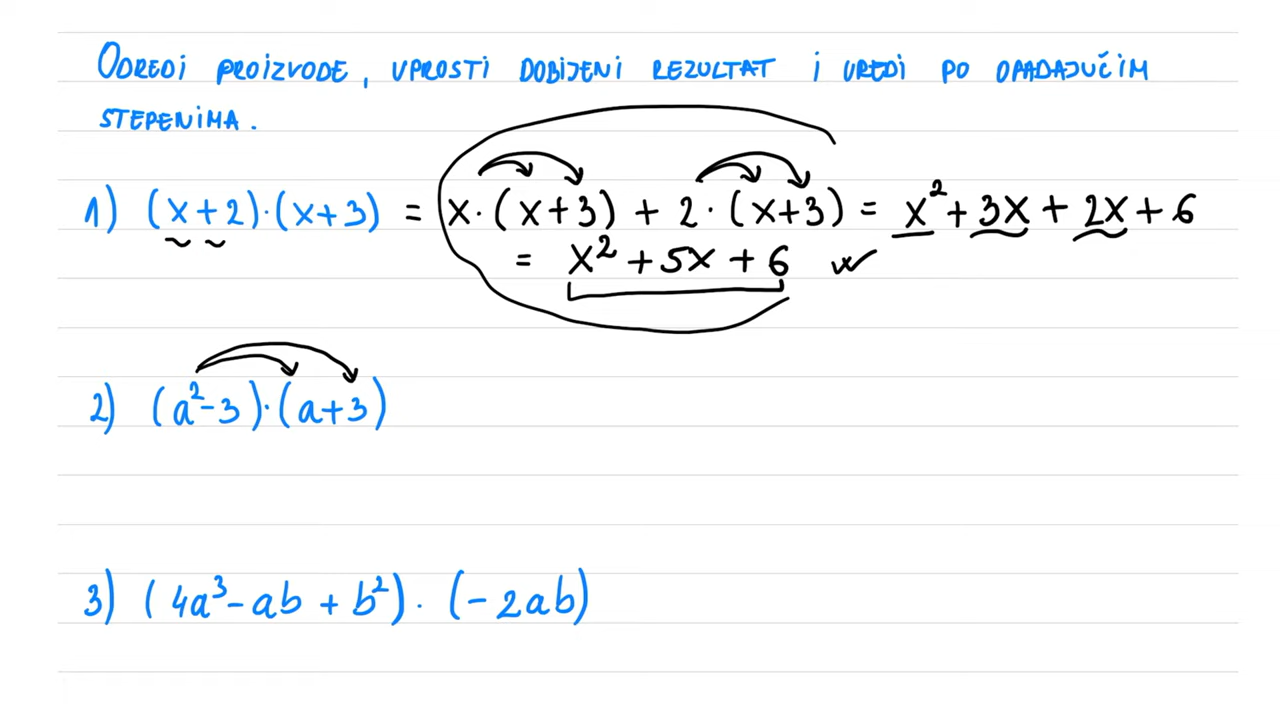 ODREDI PROIZVODE, UPROSTI DOBIJENI REZULTAT I UREDI PO OPADAJUĆIM
STEPENIMA.
1) (x+2)·(x+3) = x·(x+3) + 2·(x+3) = x² + 3x + 2x + 6
= x² + 5x + 6
2) (a²-3)·(a+3)
3) (4a³-ab+b²)·(-2ab)